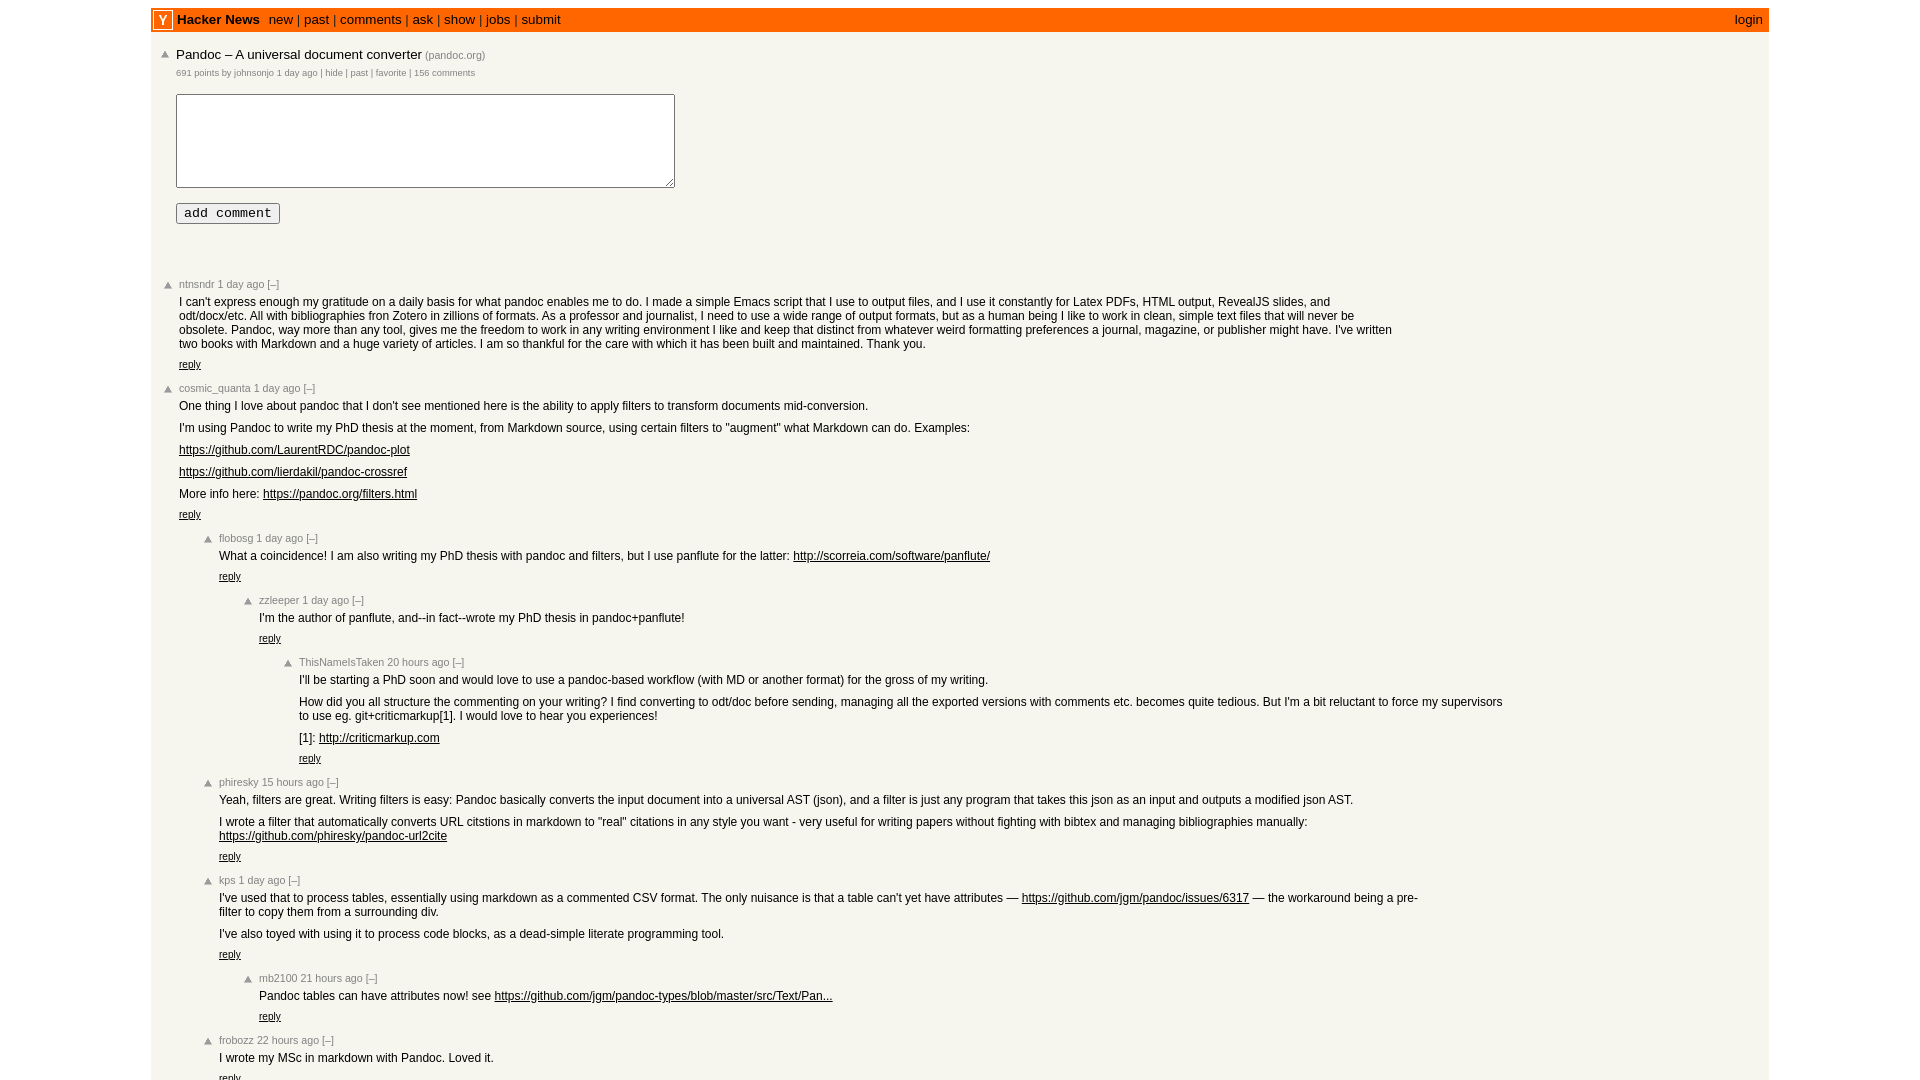 Y Hacker News new | past | comments | ask | show | jobs | submit login
Pandoc – A universal document converter (pandoc.org)
691 points by johnsonjo 1 day ago | hide | past | favorite | 156 comments
add comment
ntnsndr 1 day ago [–]
I can't express enough my gratitude on a daily basis for what pandoc enables me to do. I made a simple Emacs script that I use to output files, and I use it constantly for Latex PDFs, HTML output, RevealJS slides, and
odt/docx/etc. All with bibliographies fron Zotero in zillions of formats. As a professor and journalist, I need to use a wide range of output formats, but as a human being I like to work in clean, simple text files that will never be
obsolete. Pandoc, way more than any tool, gives me the freedom to work in any writing environment I like and keep that distinct from whatever weird formatting preferences a journal, magazine, or publisher might have. I've written
two books with Markdown and a huge variety of articles. I am so thankful for the care with which it has been built and maintained. Thank you.
reply
cosmic_quanta 1 day ago [–]
One thing I love about pandoc that I don't see mentioned here is the ability to apply filters to transform documents mid-conversion.
I'm using Pandoc to write my PhD thesis at the moment, from Markdown source, using certain filters to "augment" what Markdown can do. Examples:
https://github.com/LaurentRDC/pandoc-plot
https://github.com/lierdakil/pandoc-crossref
More info here: https://pandoc.org/filters.html
reply
flobosg 1 day ago [–]
What a coincidence! I am also writing my PhD thesis with pandoc and filters, but I use panflute for the latter: http://scorreia.com/software/panflute/
reply
zzleeper 1 day ago [–]
I'm the author of panflute, and--in fact--wrote my PhD thesis in pandoc+panflute!
reply
ThisNameIsTaken 20 hours ago [–]
I'll be starting a PhD soon and would love to use a pandoc-based workflow (with MD or another format) for the gross of my writing.
How did you all structure the commenting on your writing? I find converting to odt/doc before sending, managing all the exported versions with comments etc. becomes quite tedious. But I'm a bit reluctant to force my supervisors
to use eg. git+criticmarkup[1]. I would love to hear you experiences!
[1]: http://criticmarkup.com
reply
phiresky 15 hours ago [–]
Yeah, filters are great. Writing filters is easy: Pandoc basically converts the input document into a universal AST (json), and a filter is just any program that takes this json as an input and outputs a modified json AST.
I wrote a filter that automatically converts URL citstions in markdown to "real" citations in any style you want - very useful for writing papers without fighting with bibtex and managing bibliographies manually:
https://github.com/phiresky/pandoc-url2cite
reply
kps 1 day ago [–]
I've used that to process tables, essentially using markdown as a commented CSV format. The only nuisance is that a table can't yet have attributes — https://github.com/jgm/pandoc/issues/6317 — the workaround being a pre-
filter to copy them from a surrounding div.
I've also toyed with using it to process code blocks, as a dead-simple literate programming tool.
reply
mb2100 21 hours ago [–]
Pandoc tables can have attributes now! see https://github.com/jgm/pandoc-types/blob/master/src/Text/Pan...
reply
frobozz 22 hours ago [–]
I wrote my MSc in markdown with Pandoc. Loved it.
reply